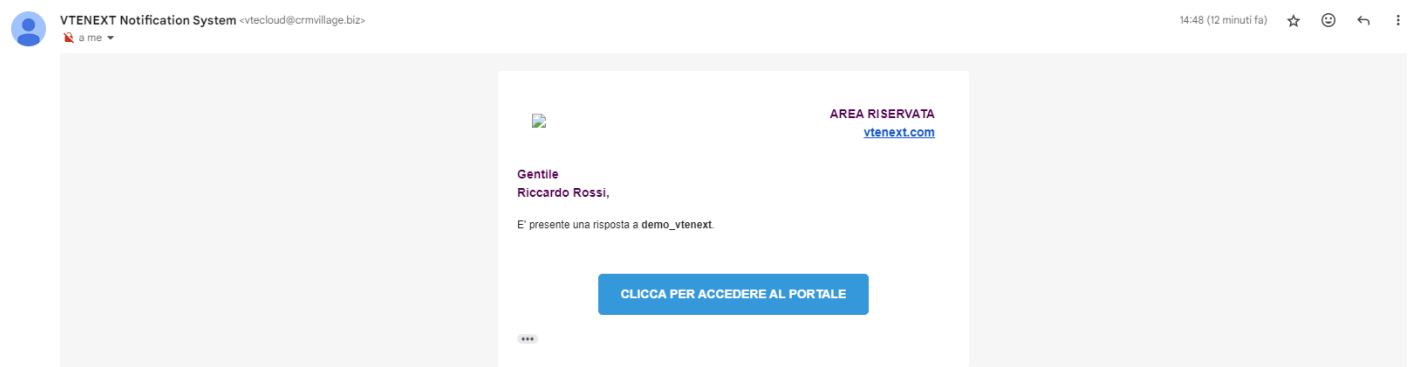 VTENEXT Notification System <vtecloud@crmvillage.biz>
14:48 (12 minuti fa)
a me
AREA RISERVATA
vtenext.com
Gentile
Riccardo Rossi,
E' presente una risposta a demo_vtenext.
CLICCA PER ACCEDERE AL PORTALE